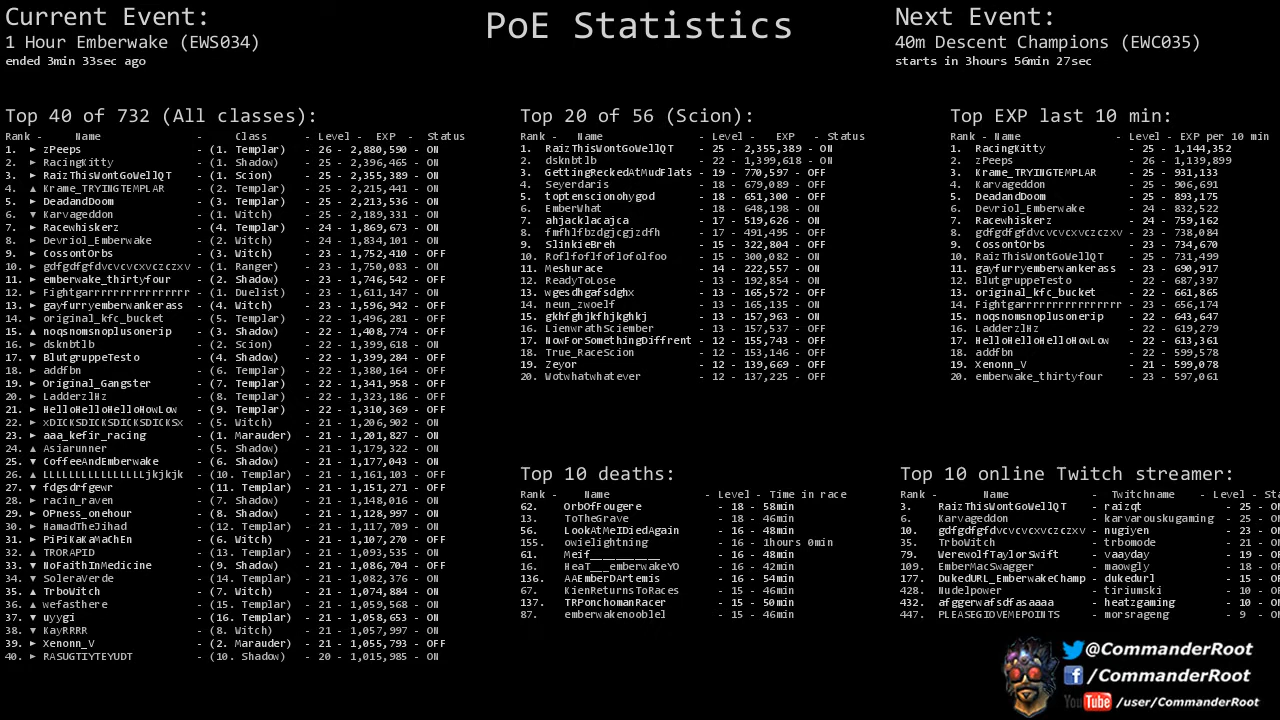 Current Event:
1 Hour Emberwake (EWS034)
ended 3min 33sec ago
PoE Statistics
Next Event:
40m Descent Champions (EWC035)
starts in 3hours 56min 27sec
Top 40 of 732 (All classes):
Rank - Name - Class - Level - EXP - Status
1. ► zPeeps - (1. Templar) - 26 - 2,880,590 - ON
2. ► RacingKitty - (1. Shadow) - 25 - 2,396,465 - ON
3. ► RaizThisWontGoWellQT - (1. Scion) - 25 - 2,355,389 - ON
4. ▲ Krame_TRYINGTEMPLAR - (2. Templar) - 25 - 2,215,441 - ON
5. ► DeadandDoom - (3. Templar) - 25 - 2,213,536 - ON
6. ▼ Karvageddon - (1. Witch) - 25 - 2,189,331 - ON
7. ► Racewhiskerz - (4. Templar) - 24 - 1,869,673 - ON
8. ► Devriol_Emberwake - (2. Witch) - 24 - 1,834,101 - ON
9. ► CossontOrbs - (3. Witch) - 23 - 1,752,410 - OFF
10. ► gdfgdfgfdvcvcvcxvczczxv - (1. Ranger) - 23 - 1,750,083 - ON
11. ► emberwake_thirtyfour - (2. Shadow) - 23 - 1,746,542 - OFF
12. ► Fightgarrrrrrrrrrrrrrrr - (1. Duelist) - 23 - 1,611,147 - ON
13. ► gayfurryemberwankerass - (4. Witch) - 23 - 1,596,942 - OFF
14. ► original_kfc_bucket - (5. Templar) - 22 - 1,496,281 - OFF
15. ▲ noqsnomsnoplusonerip - (3. Shadow) - 22 - 1,408,774 - OFF
16. ► dsknbtlb - (2. Scion) - 22 - 1,399,618 - ON
17. ▼ BlutgruppeTesto - (4. Shadow) - 22 - 1,399,284 - OFF
18. ► addfbn - (6. Templar) - 22 - 1,380,164 - OFF
19. ► Original_Gangster - (7. Templar) - 22 - 1,341,958 - OFF
20. ► LadderzlHz - (8. Templar) - 22 - 1,323,186 - OFF
21. ► HelloHelloHelloHowLow - (9. Templar) - 22 - 1,310,369 - OFF
22. ► xDICKSDICKSDICKSDICKSx - (5. Witch) - 21 - 1,206,902 - ON
23. ► aaa_kefir_racing - (1. Marauder) - 21 - 1,201,827 - ON
24. ▲ Asiarunner - (5. Shadow) - 21 - 1,179,322 - ON
25. ▼ CoffeeAndEmberwake - (6. Shadow) - 21 - 1,177,043 - ON
26. ▲ LLLLLLLLLLLLLLLjkjkjk - (10. Templar) - 21 - 1,161,103 - OFF
27. ▼ fdgsdrfgewr - (11. Templar) - 21 - 1,151,271 - OFF
28. ► racin_raven - (7. Shadow) - 21 - 1,148,016 - ON
29. ► OPness_onehour - (8. Shadow) - 21 - 1,128,997 - ON
30. ► HamadTheJihad - (12. Templar) - 21 - 1,117,709 - ON
31. ► PiPiKaKaMaChEn - (6. Witch) - 21 - 1,107,270 - OFF
32. ▲ TRORAPID - (13. Templar) - 21 - 1,093,535 - ON
33. ▼ NoFaithInMedicine - (9. Shadow) - 21 - 1,086,704 - OFF
34. ▼ SoleraVerde - (14. Templar) - 21 - 1,082,376 - ON
35. ▲ TrboWitch - (7. Witch) - 21 - 1,074,884 - ON
36. ▲ wefasthere - (15. Templar) - 21 - 1,059,568 - ON
37. ▼ uyygi - (16. Templar) - 21 - 1,058,653 - ON
38. ▼ KayRRRR - (8. Witch) - 21 - 1,057,997 - ON
39. ► Xenonn_V - (2. Marauder) - 21 - 1,055,793 - OFF
40. ► RASUGTIYTEYUDT - (10. Shadow) - 20 - 1,015,985 - ON
Top 20 of 56 (Scion):
Rank - Name - Level - EXP - Status
1. RaizThisWontGoWellQT - 25 - 2,355,389 - ON
2. dsknbtlb - 22 - 1,399,618 - ON
3. GettingReckedAtMudFlats - 19 - 770,597 - OFF
4. Seyerdaris - 18 - 679,089 - OFF
5. toptenscionohygod - 18 - 651,300 - OFF
6. EmberWhat - 18 - 648,198 - ON
7. ahjacklacajca - 17 - 519,626 - ON
8. fmfhlfbzdgjcgjzdfh - 17 - 491,495 - OFF
9. SlinkieBreh - 15 - 322,804 - OFF
10. Roflfoflfoflofolfoo - 15 - 300,082 - ON
11. Meshurace - 14 - 222,557 - ON
12. ReadyToLose - 13 - 192,854 - ON
13. wgesdhgafsdghx - 13 - 165,572 - OFF
14. neun_zwoelf - 13 - 165,135 - ON
15. gkhfghjkfhjkghkj - 13 - 157,963 - ON
16. LienwrathSciember - 13 - 157,537 - OFF
17. NowForSomethingDiffrent - 12 - 155,743 - OFF
18. True_RaceScion - 12 - 153,146 - OFF
19. Zeyor - 12 - 139,669 - OFF
20. Wotwhatwhatever - 12 - 137,225 - OFF
Top EXP last 10 min:
Rank - Name - Level - EXP per 10 min
1. RacingKitty - 25 - 1,144,352
2. zPeeps - 26 - 1,139,899
3. Krame_TRYINGTEMPLAR - 25 - 931,133
4. Karvageddon - 25 - 906,691
5. DeadandDoom - 25 - 893,175
6. Devriol_Emberwake - 24 - 832,522
7. Racewhiskerz - 24 - 759,162
8. gdfgdfgfdvcvcvcxvczczxv - 23 - 738,084
9. CossontOrbs - 23 - 734,670
10. RaizThisWontGoWellQT - 25 - 731,499
11. gayfurryemberwankerass - 23 - 690,917
12. BlutgruppeTesto - 22 - 687,397
13. original_kfc_bucket - 22 - 661,865
14. Fightgarrrrrrrrrrrrrrrr - 23 - 656,174
15. noqsnomsnoplusonerip - 22 - 643,647
16. LadderzlHz - 22 - 619,279
17. HelloHelloHelloHowLow - 22 - 613,361
18. addfbn - 22 - 599,578
19. Xenonn_V - 21 - 599,078
20. emberwake_thirtyfour - 23 - 597,061
Top 10 deaths:
Rank - Name - Level - Time in race
62. OrbOfFougere - 18 - 58min
13. ToTheGrave - 18 - 46min
56. LookAtMeIDiedAgain - 16 - 48min
155. owielightning - 16 - 1hours 0min
61. Meif___________ - 16 - 48min
16. HeaT___emberwakeYO - 16 - 42min
136. AAEmberDArtemis - 16 - 54min
67. KienReturnsToRaces - 15 - 46min
137. TRPonchomanRacer - 15 - 50min
87. emberwakenooblel - 15 - 46min
Top 10 online Twitch streamer:
Rank - Name - Twitchname - Level - Sta
3. RaizThisWontGoWellQT - raizqt - 25 - ON
6. Karvageddon - karvarouskugaming - 25 - ON
10. gdfgdfgfdvcvcvcxvczczxv - nugiyen - 23 - ON
35. TrboWitch - trbomode - 21 - ON
79. WerewolfTaylorSwift - vaayday - 19 - OF
109. EmberMacSwagger - maowgly - 18 - OF
177. DukedURL_EmberwakeChamp - dukedurl - 15 - OF
428. Nudelpower - tiriumski - 10 - OF
432. afggerwafsdfasaaaa - heatzgaming - 10 - ON
447. PLEASEGIOVEMEPOINTS - morsrageng - 9 - ON
@CommanderRoot
/CommanderRoot
YouTube /user/CommanderRoot